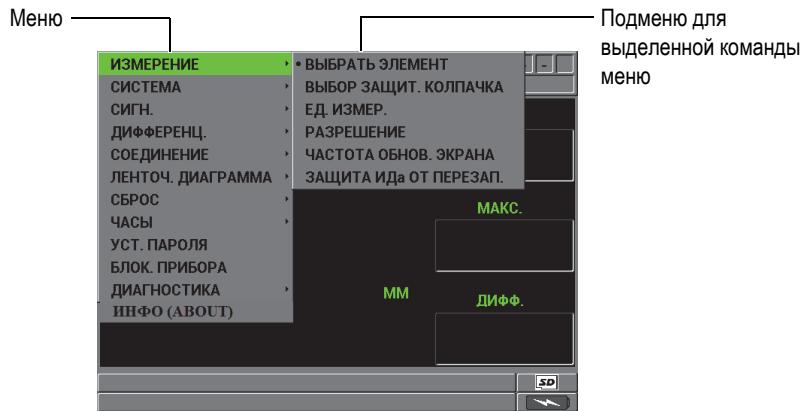 Меню
Подменю для
выделенной команды
меню
ИЗМЕРЕНИЕ
СИСТЕМА
СИГН.
ДИФФЕРЕНЦ.
СОЕДИНЕНИЕ
ЛЕНТОЧ. ДИАГРАММА
СБРОС
ЧАСЫ
УСТ. ПАРОЛЯ
БЛОК. ПРИБОРА
ДИАГНОСТИКА
ИНФО (ABOUT)
• ВЫБРАТЬ ЭЛЕМЕНТ
ВЫБОР ЗАЩИТ. КОЛПАЧКА
ЕД. ИЗМЕР.
РАЗРЕШЕНИЕ
ЧАСТОТА ОБНОВ. ЭКРАНА
ЗАЩИТА ИДа ОТ ПЕРЕЗАП.
-
МАКС.
ММ
ДИФФ.
SD